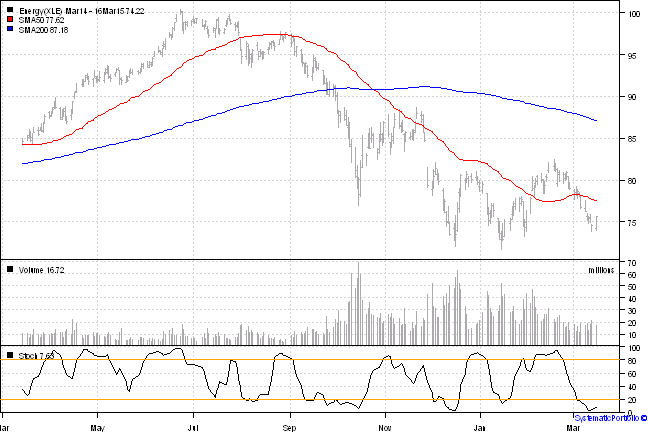 Energy(XLE) Mar14 - 16Mar15 74.22
SMA50 77.62
SMA200 87.18
100
95
90
85
80
75
Volume 16.72
millions
70
60
50
40
30
20
10
Stoch 7.63
100
80
60
40
20
0
Mar
May
Jul
Sep
Nov
Jan
Mar
SystematicPortfolio ©